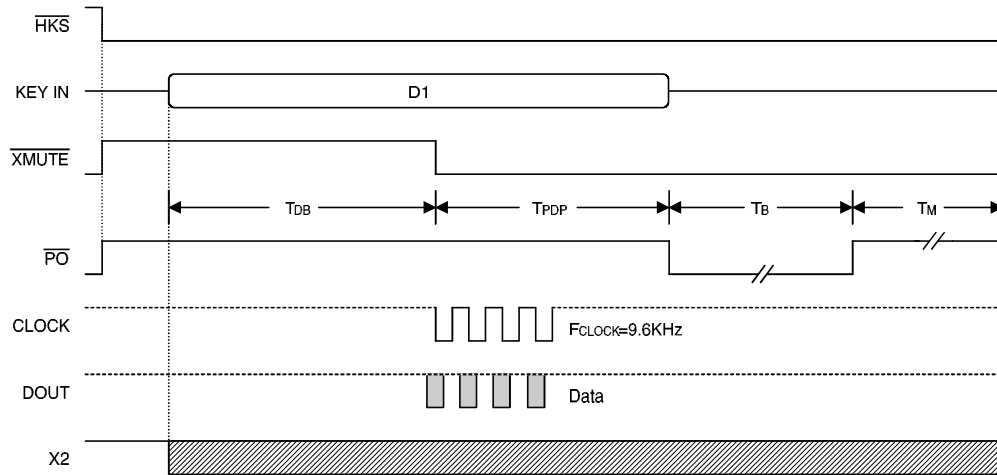 HKS
KEY IN
D1
XMUTE
TDB
TPDP
TB
TM
PO
CLOCK
FCLOCK=9.6KHz
DOUT
Data
X2